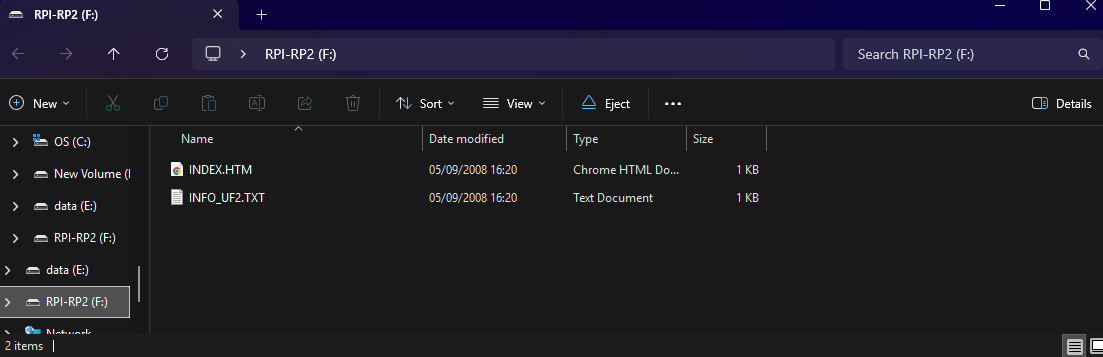 RPI-RP2 (F:)
RPI-RP2 (F:)
Search RPI-RP2 (F:)
New
Sort
View
Eject
Details
Name
Date modified
Type
Size
OS (C:)
New Volume (
data (E:)
RPI-RP2 (F:)
data (E:)
RPI-RP2 (F:)
Network
INDEX.HTM 05/09/2008 16:20 Chrome HTML Do... 1 KB
INFO_UF2.TXT 05/09/2008 16:20 Text Document 1 KB
2 items